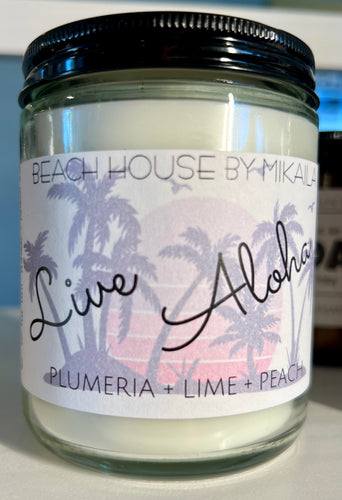 BEACH HOUSE BY MIKAILA
Live Aloha
PLUMERIA + LIME + PEACH